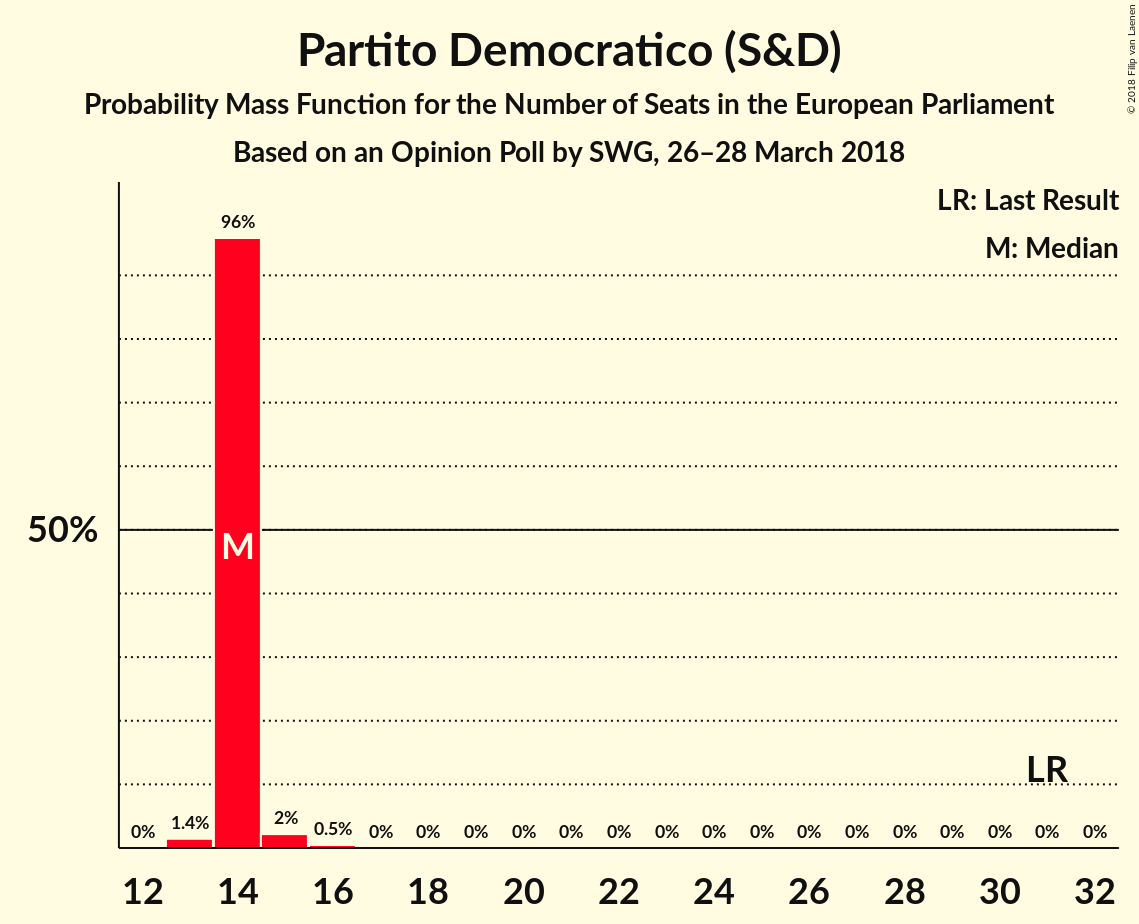 Partito Democratico (S&D)
Probability Mass Function for the Number of Seats in the European Parliament
Based on an Opinion Poll by SWG, 26–28 March 2018
© 2018 Filip van Laenen
LR: Last Result
M: Median
96%
50%
M
LR
0% 1.4% 2% 0.5% 0% 0% 0% 0% 0% 0% 0% 0% 0% 0% 0% 0% 0% 0% 0% 0%
12 14 16 18 20 22 24 26 28 30 32